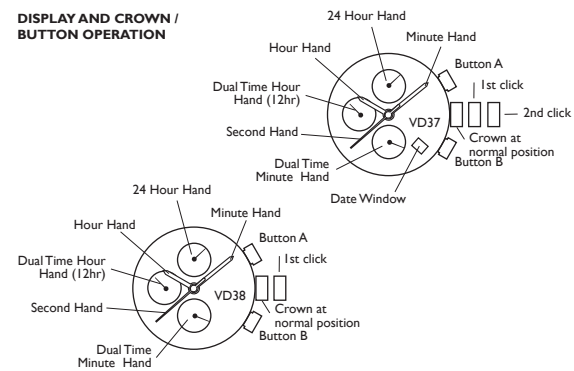 DISPLAY AND CROWN /
BUTTON OPERATION
24 Hour Hand
Hour Hand
Minute Hand
Button A
1st click
2nd click
Dual Time Hour
Hand (12hr)
VD37
Second Hand
Crown at
normal position
Button B
Dual Time
Minute Hand
Date Window
24 Hour Hand
Minute Hand
Hour Hand
Button A
1st click
Dual Time Hour
Hand (12hr)
VD38
Second Hand
Crown at
normal position
Button B
Dual Time
Minute Hand